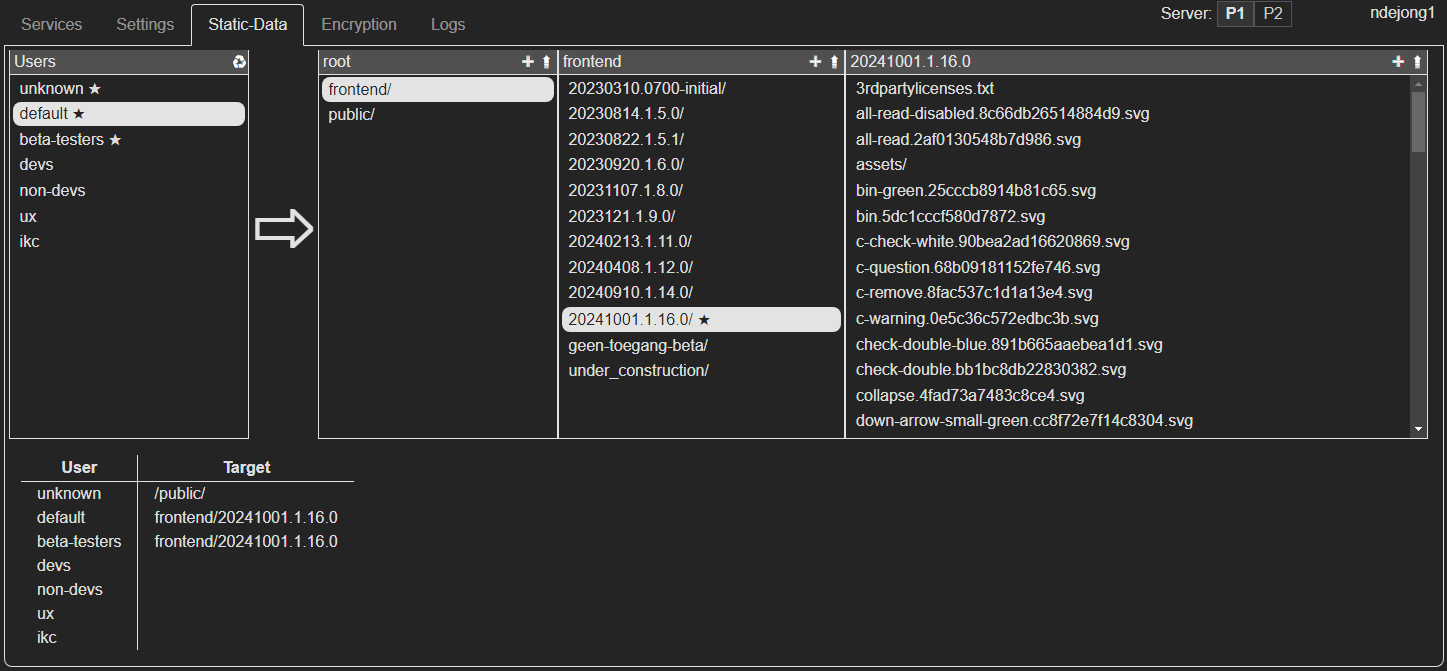 Services Settings Static-Data Encryption Logs Server: P1 P2 ndejong1
Users
unknown ★
default ★
beta-testers ★
devs
non-devs
ux
ikc
root
frontend/
public/
frontend
20230310.0700-initial/
20230814.1.5.0/
20230822.1.5.1/
20230920.1.6.0/
20231107.1.8.0/
2023121.1.9.0/
20240213.1.11.0/
20240408.1.12.0/
20240910.1.14.0/
20241001.1.16.0/ ★
geen-toegang-beta/
under_construction/
20241001.1.16.0
3rdpartylicenses.txt
all-read-disabled.8c66db26514884d9.svg
all-read.2af0130548b7d986.svg
assets/
bin-green.25cccb8914b81c65.svg
bin.5dc1cccf580d7872.svg
c-check-white.90bea2ad16620869.svg
c-question.68b09181152fe746.svg
c-remove.8fac537c1d1a13e4.svg
c-warning.0e5c36c572edbc3b.svg
check-double-blue.891b665aaebea1d1.svg
check-double.bb1bc8db22830382.svg
collapse.4fad73a7483c8ce4.svg
down-arrow-small-green.cc8f72e7f14c8304.svg
User Target
unknown /public/
default frontend/20241001.1.16.0
beta-testers frontend/20241001.1.16.0
devs
non-devs
ux
ikc